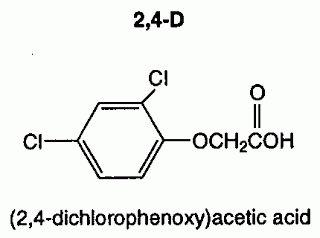 2,4-D
Cl
O
Cl
OCH₂COH
(2,4-dichlorophenoxy)acetic acid